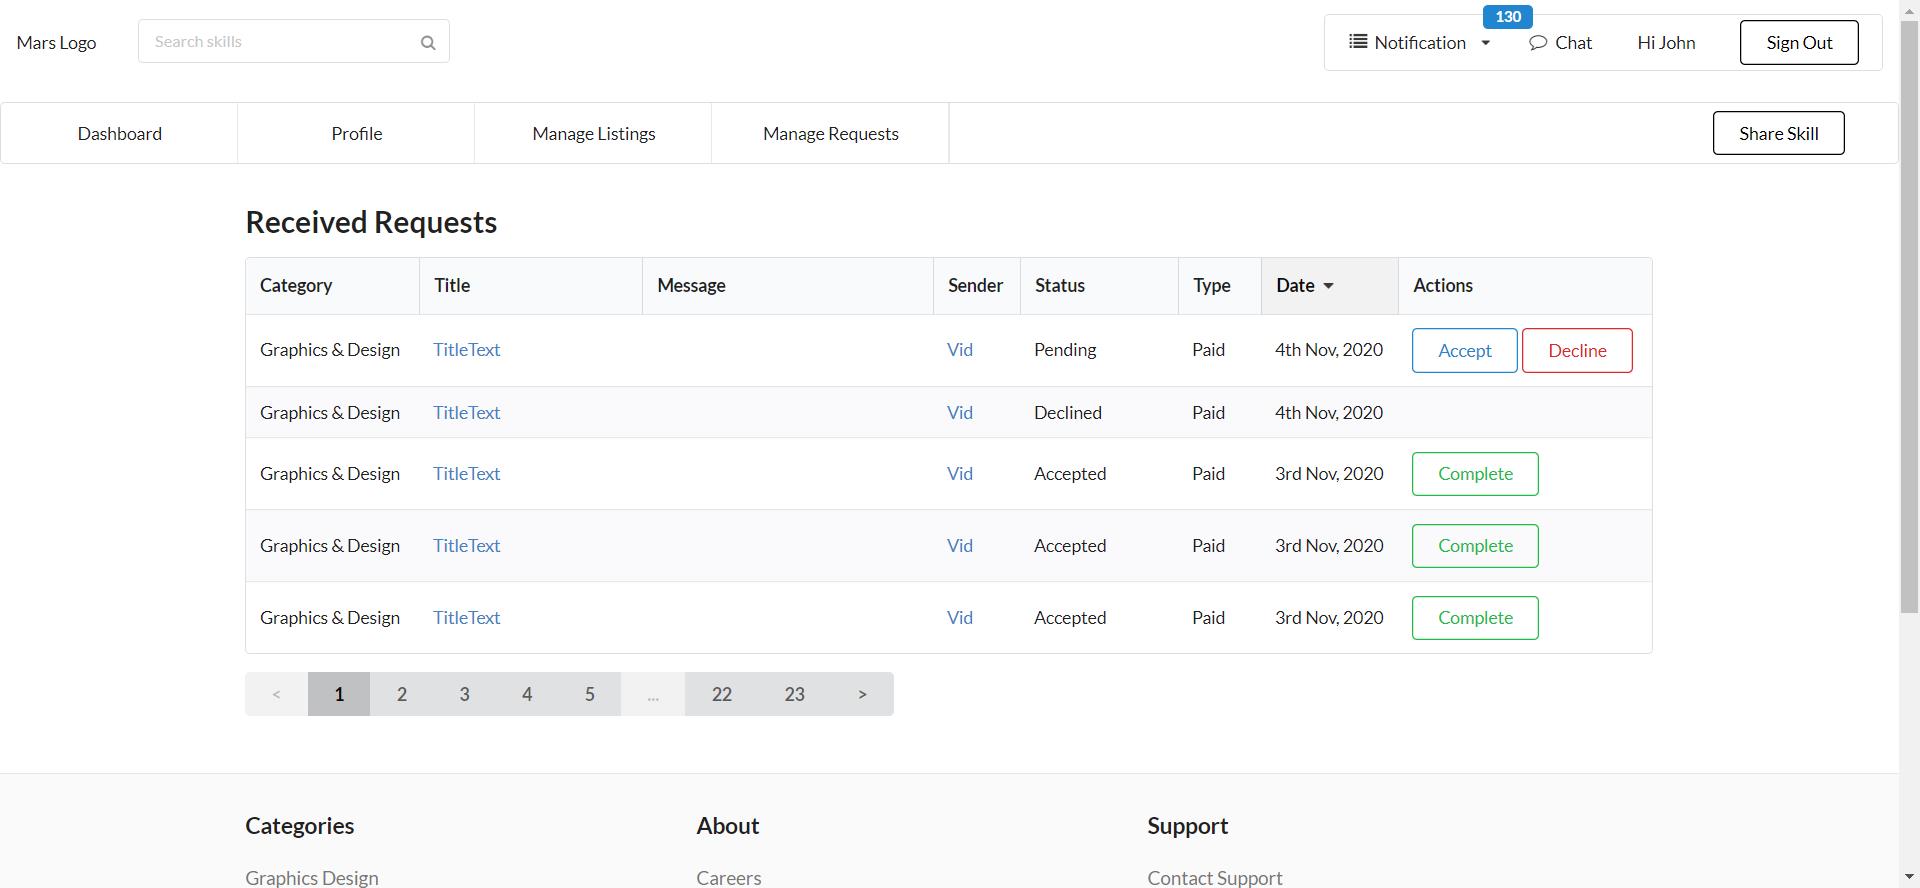 Mars Logo
Search skills
130
Notification
Chat
Hi John
Sign Out
Dashboard Profile Manage Listings Manage Requests Share Skill
Received Requests
Category Title Message Sender Status Type Date Actions
Graphics & Design TitleText Vid Pending Paid 4th Nov, 2020 Accept Decline
Graphics & Design TitleText Vid Declined Paid 4th Nov, 2020
Graphics & Design TitleText Vid Accepted Paid 3rd Nov, 2020 Complete
Graphics & Design TitleText Vid Accepted Paid 3rd Nov, 2020 Complete
Graphics & Design TitleText Vid Accepted Paid 3rd Nov, 2020 Complete
< 1 2 3 4 5 ... 22 23 >
Categories About Support
Graphics Design Careers Contact Support